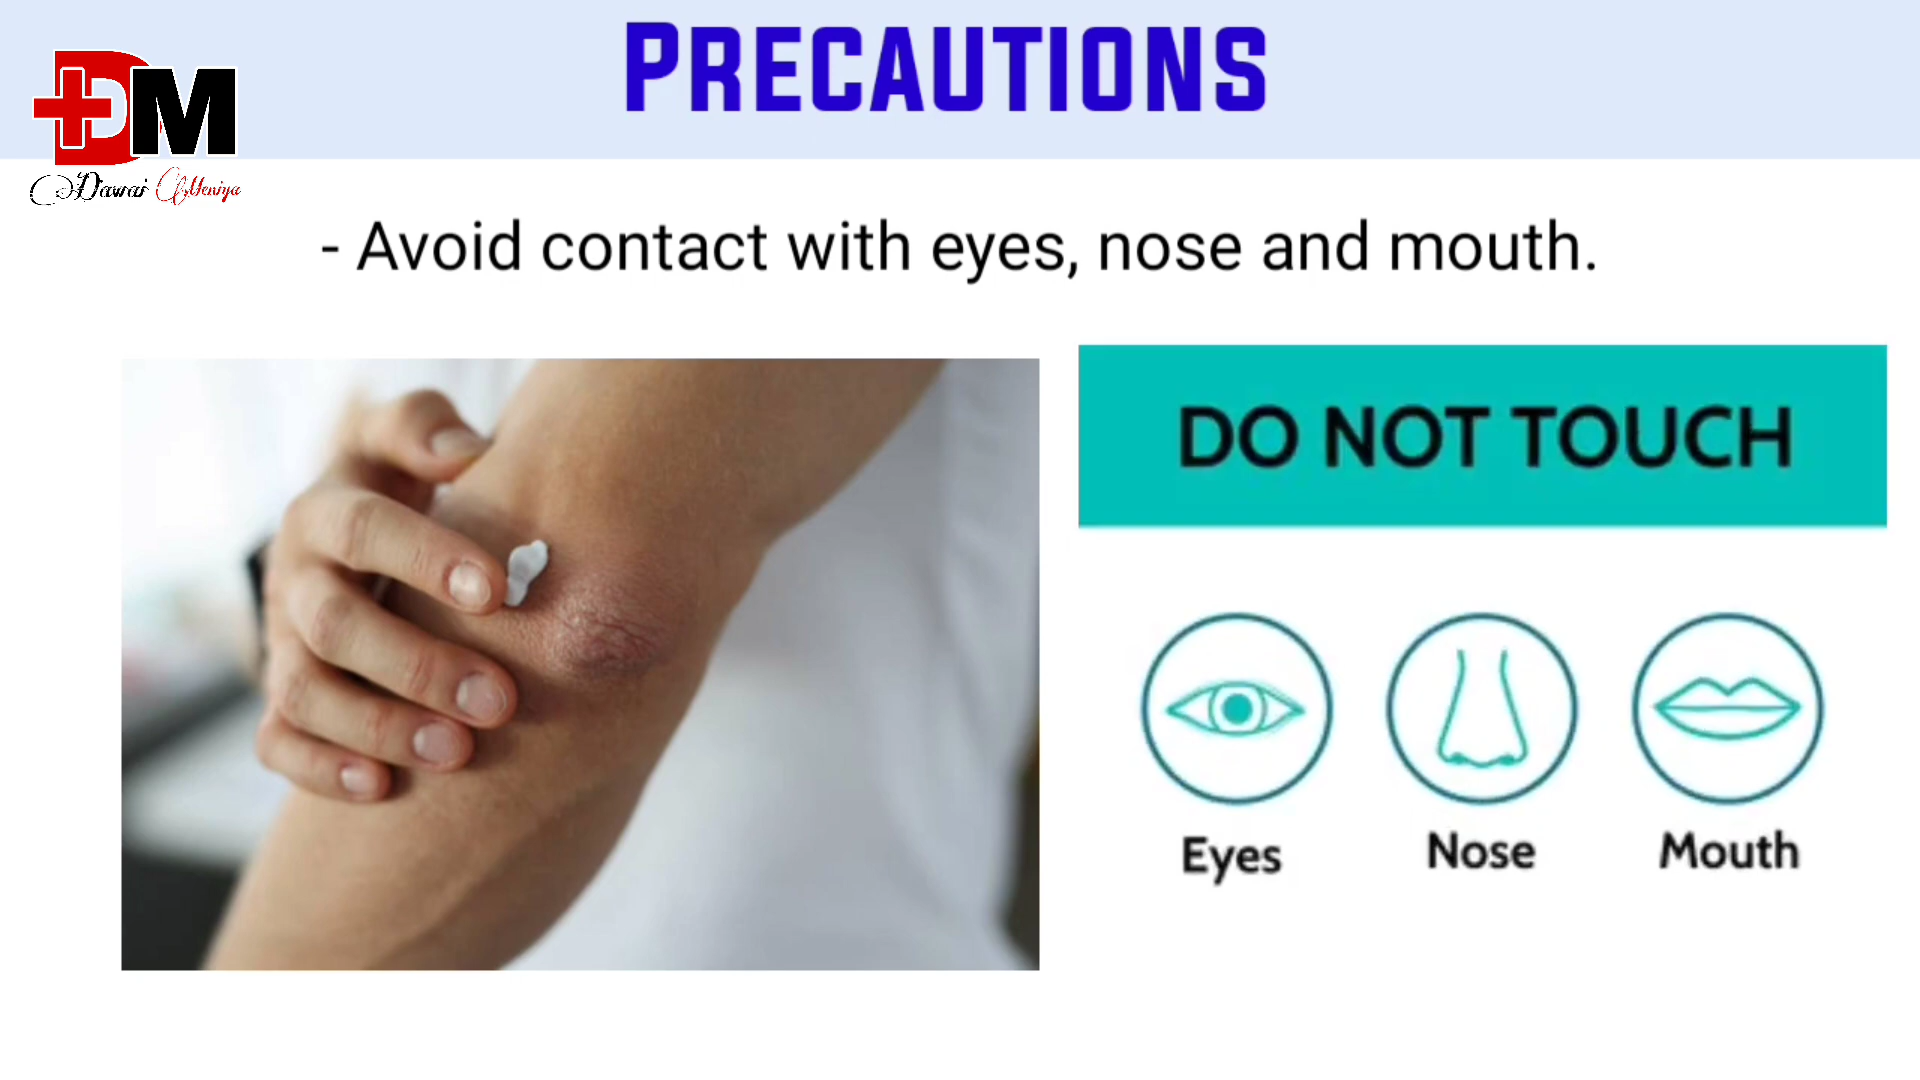 PRECAUTIONS
DM
Dawai Meniya
- Avoid contact with eyes, nose and mouth.
DO NOT TOUCH
Eyes Nose Mouth